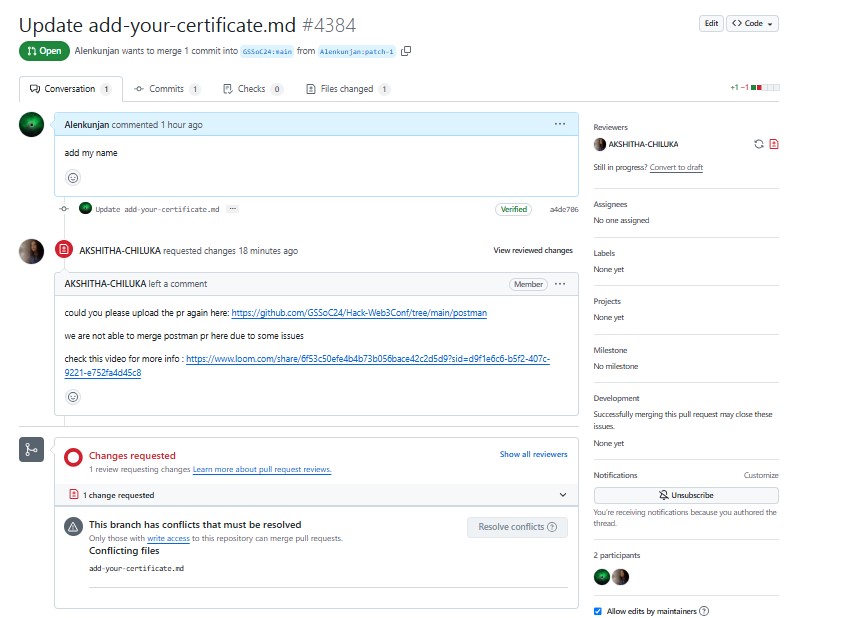 Update add-your-certificate.md #4384
Edit
Code
Open
Alenkunjan wants to merge 1 commit into GSSoC24:main from Alenkunjan:patch-1
Conversation 1
Commits 1
Checks 0
Files changed 1
+1 −1
Alenkunjan commented 1 hour ago
add my name
Update add-your-certificate.md
Verified
a4de706
AKSHITHA-CHILUKA requested changes 18 minutes ago
View reviewed changes
AKSHITHA-CHILUKA left a comment
Member
could you please upload the pr again here: https://github.com/GSSoC24/Hack-Web3Conf/tree/main/postman
we are not able to merge postman pr here due to some issues
check this video for more info : https://www.loom.com/share/6f53c50efe4b4b73b056bace42c2d5d9?sid=d9f1e6c6-b5f2-407c-
9221-e752fa4d45c8
Changes requested
Show all reviewers
1 review requesting changes Learn more about pull request reviews.
1 change requested
This branch has conflicts that must be resolved
Only those with write access to this repository can merge pull requests.
Resolve conflicts
Conflicting files
add-your-certificate.md
Reviewers
AKSHITHA-CHILUKA
Still in progress? Convert to draft
Assignees
No one assigned
Labels
None yet
Projects
None yet
Milestone
No milestone
Development
Successfully merging this pull request may close these
issues.
None yet
Notifications
Customize
Unsubscribe
You're receiving notifications because you authored the
thread.
2 participants
Allow edits by maintainers